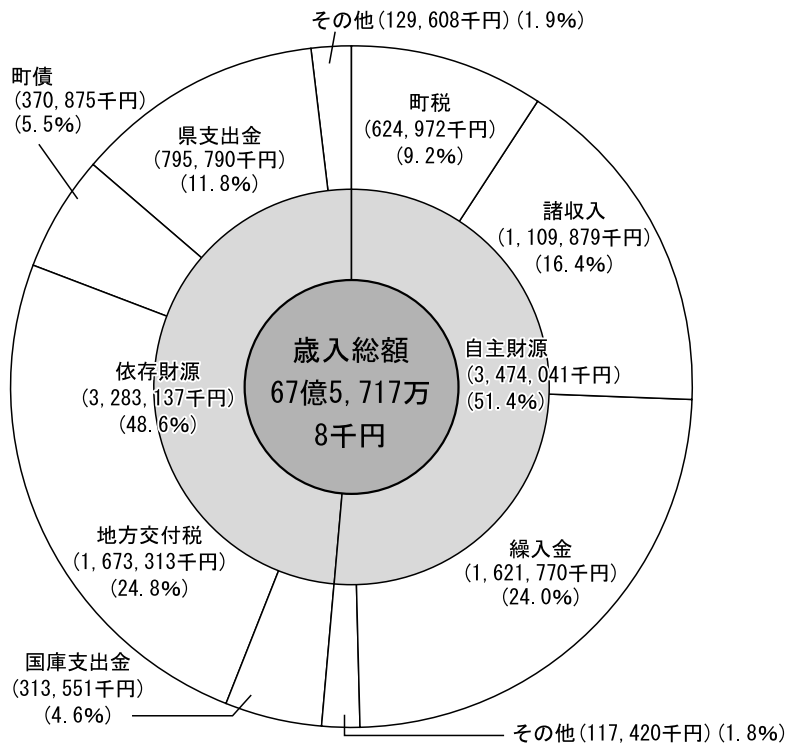 その他(129,608千円)(1.9%)
町債
(370,875千円)
(5.5%)
県支出金
(795,790千円)
(11.8%)
町税
(624,972千円)
(9.2%)
諸収入
(1,109,879千円)
(16.4%)
歳入総額
67億5,717万
8千円
自主財源
(3,474,041千円)
(51.4%)
依存財源
(3,283,137千円)
(48.6%)
地方交付税
(1,673,313千円)
(24.8%)
繰入金
(1,621,770千円)
(24.0%)
国庫支出金
(313,551千円)
(4.6%)
その他(117,420千円)(1.8%)